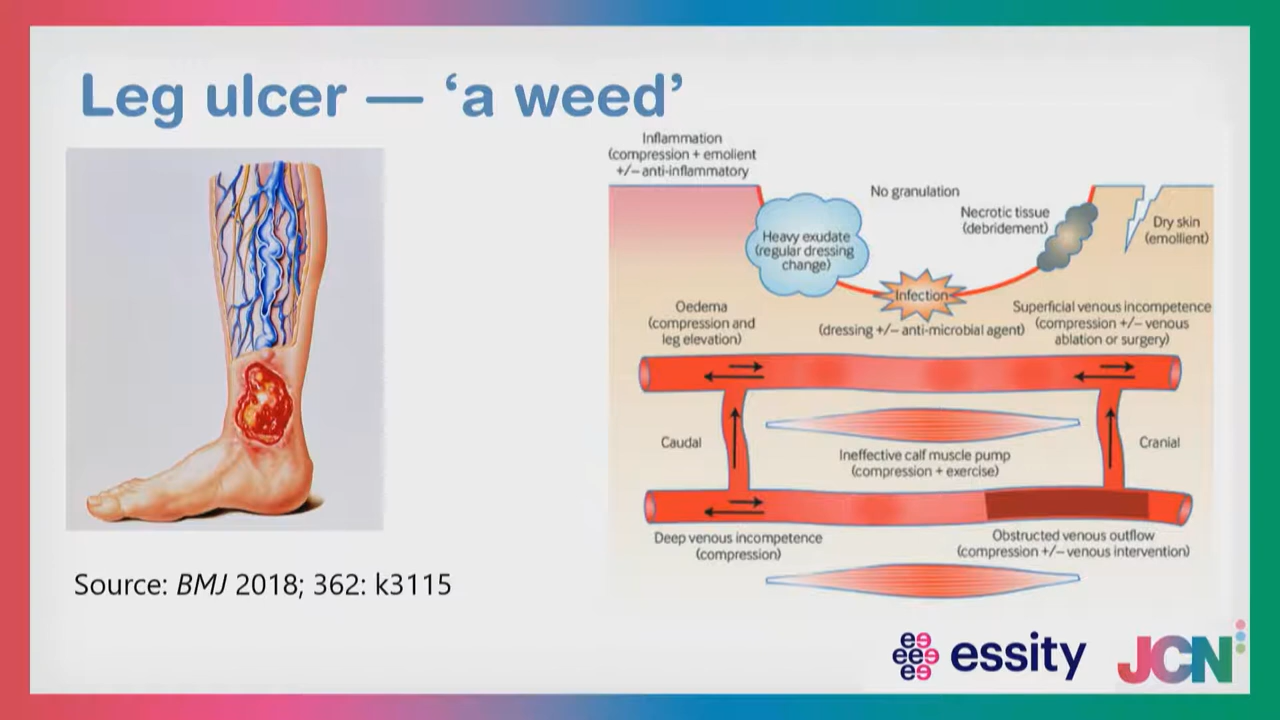 Leg ulcer — ‘a weed’
Inflammation
(compression + emolient
+/– anti-inflammatory
No granulation
Heavy exudate
(regular dressing
change)
Necrotic tissue
(debridement)
Dry skin
(emollient)
Infection
(dressing +/– anti-microbial agent)
Oedema
(compression and
leg elevation)
Superficial venous incompetence
(compression +/– venous
ablation or surgery)
Caudal
Cranial
Ineffective calf muscle pump
(compression + exercise)
Deep venous incompetence
(compression)
Obstructed venous outflow
(compression +/– venous intervention)
Source: BMJ 2018; 362: k3115
essity
JCN